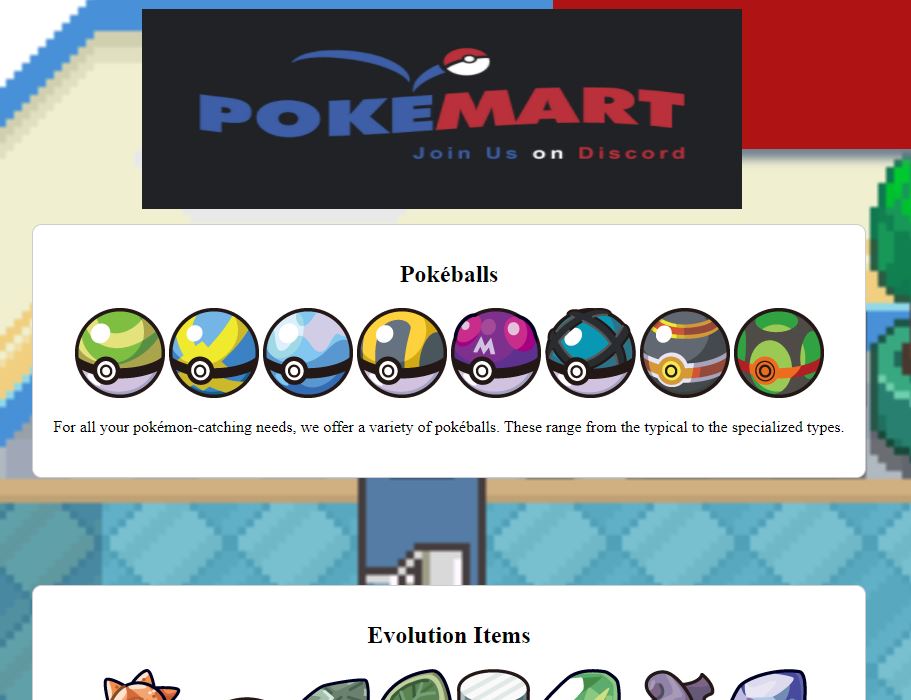 POKEMART
Join Us on Discord
Pokéballs
M
For all your pokémon-catching needs, we offer a variety of pokéballs. These range from the typical to the specialized types.
Evolution Items